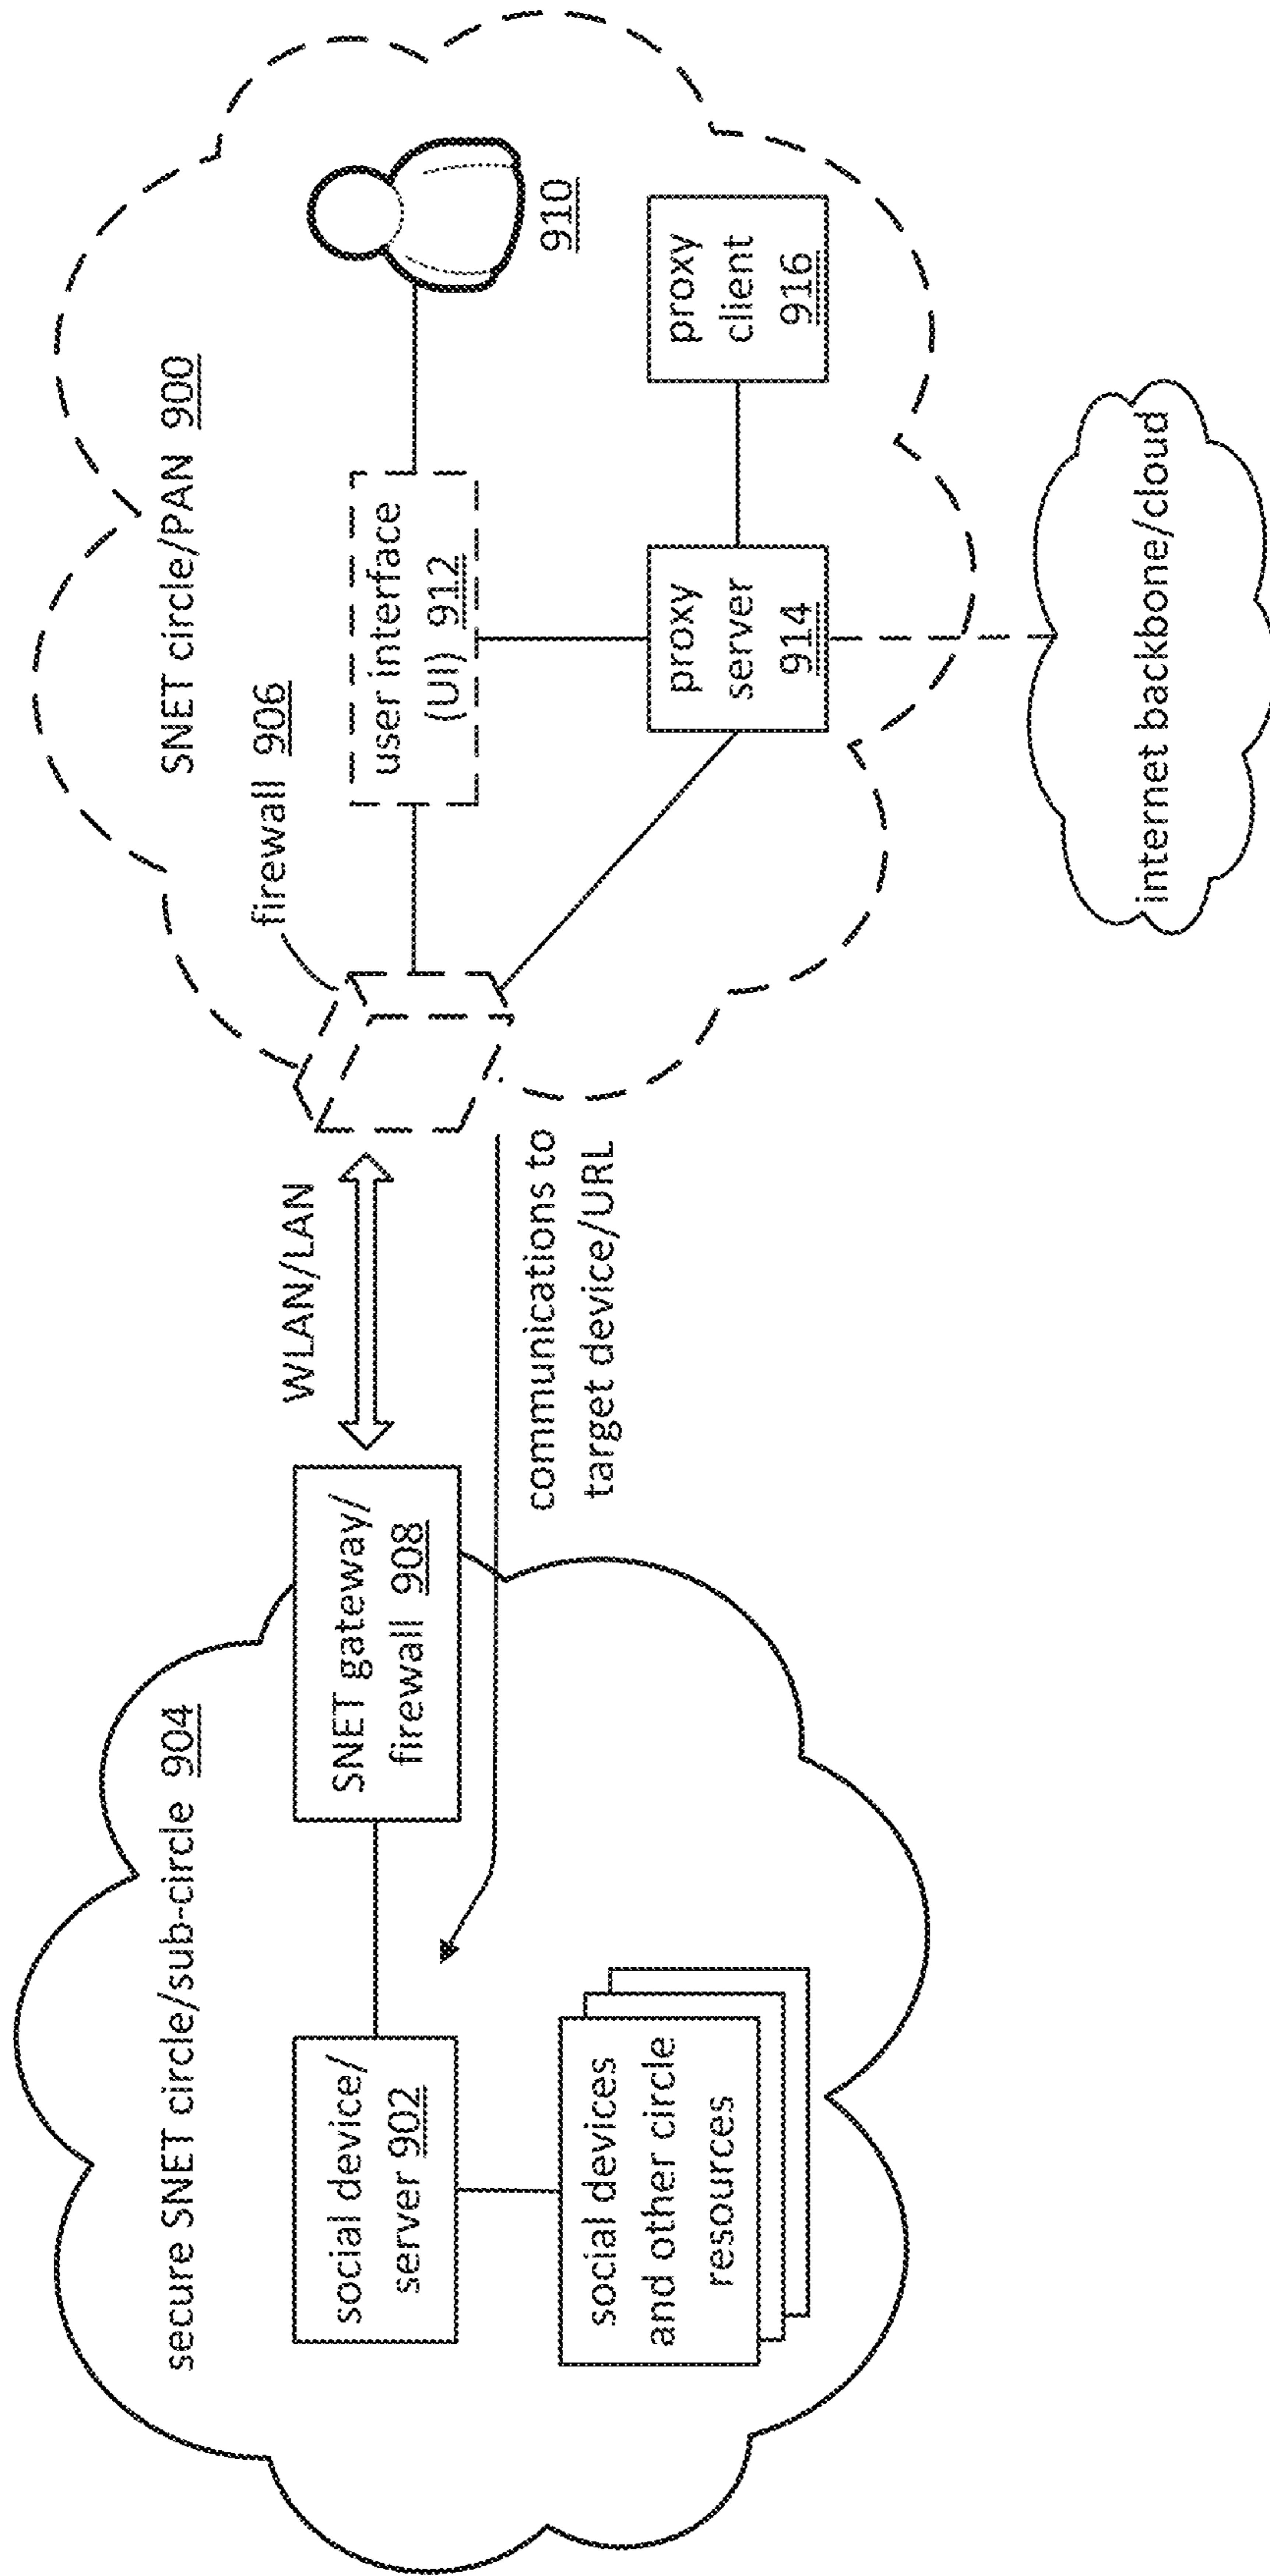 secure SNET circle/sub-circle 904
social device/
server 902
SNET gateway/
firewall 908
social devices
and other circle
resources
WLAN/LAN
communications to
target device/URL
SNET circle/PAN 900
firewall 906
user interface
(UI) 912
910
proxy
server
914
proxy
client
916
internet backbone/cloud